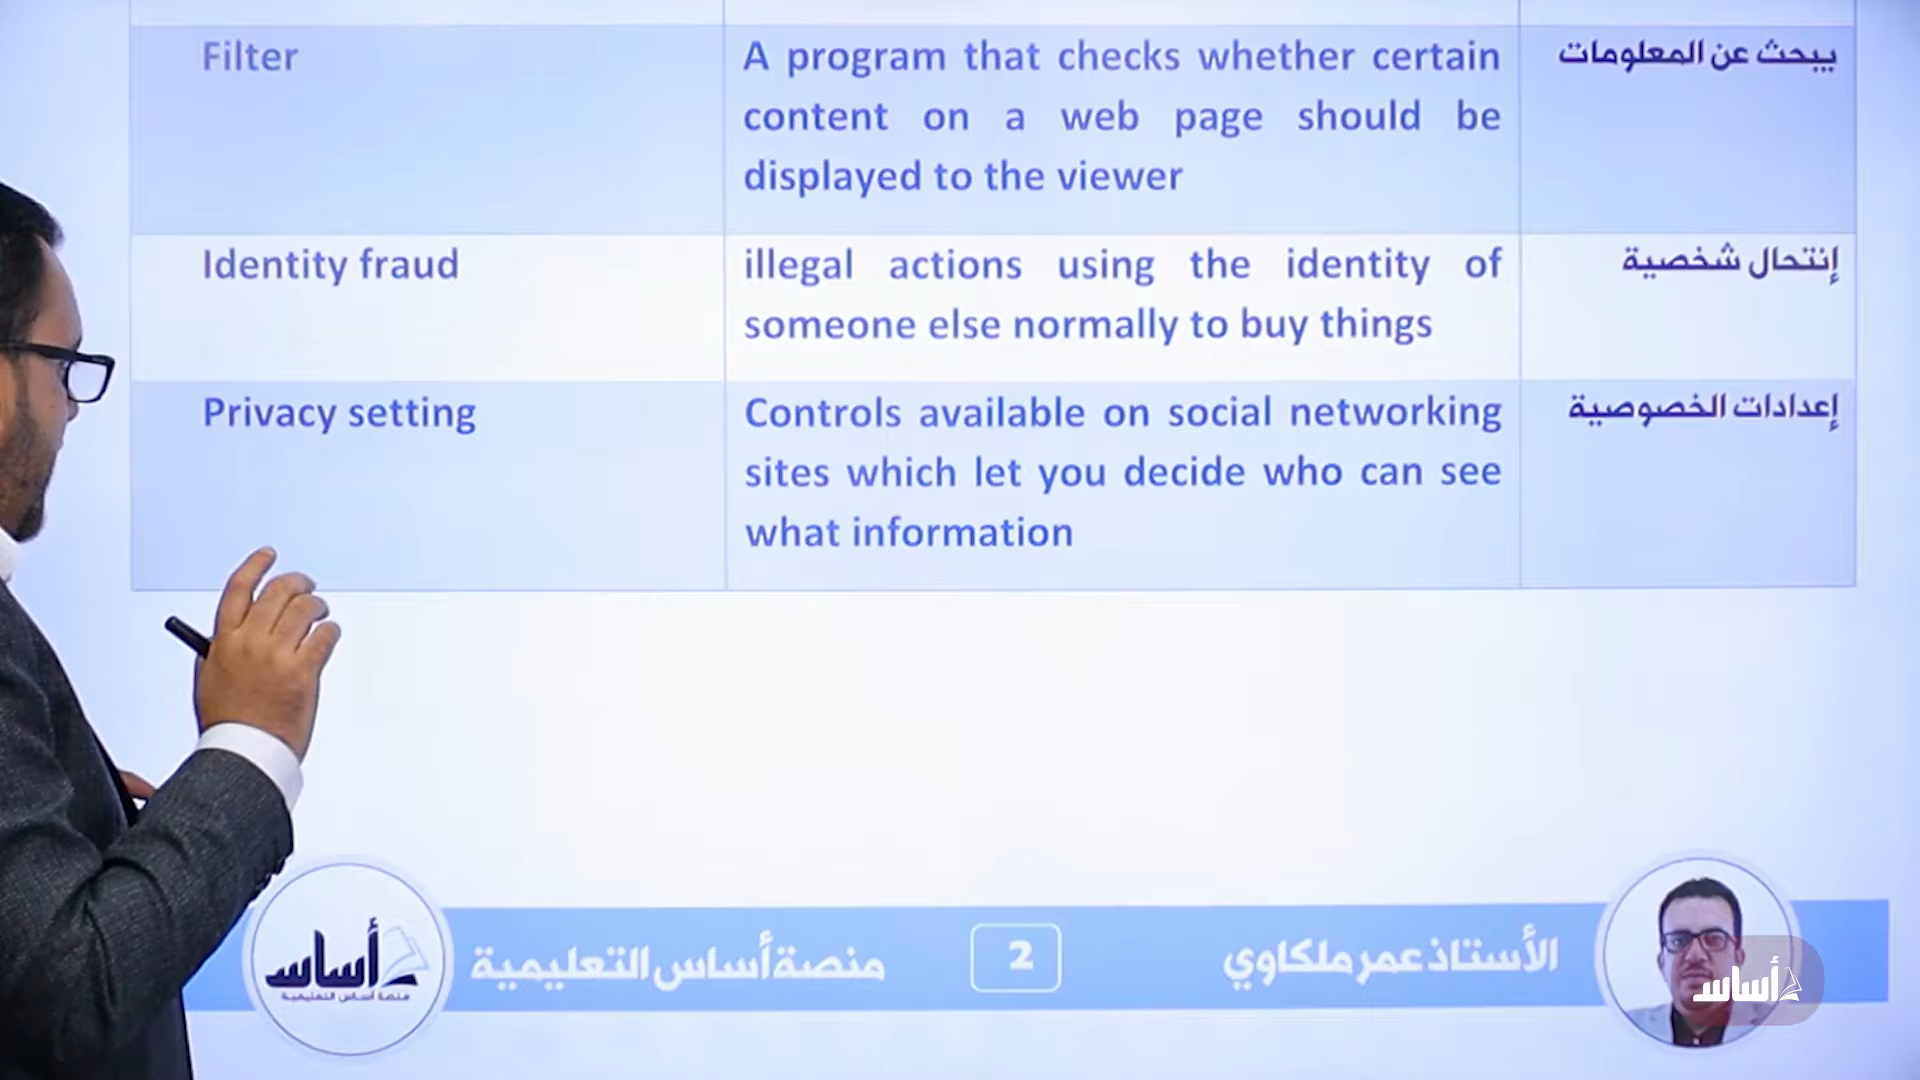 Filter
A program that checks whether certain
content on a web page should be
displayed to the viewer
يبحث عن المعلومات
Identity fraud
illegal actions using the identity of
someone else normally to buy things
إنتحال شخصية
Privacy setting
Controls available on social networking
sites which let you decide who can see
what information
إعدادات الخصوصية
أساس
منصة أساس التعليمية
منصة أساس التعليمية
2
الأستاذ عمر ملكاوي
أساس